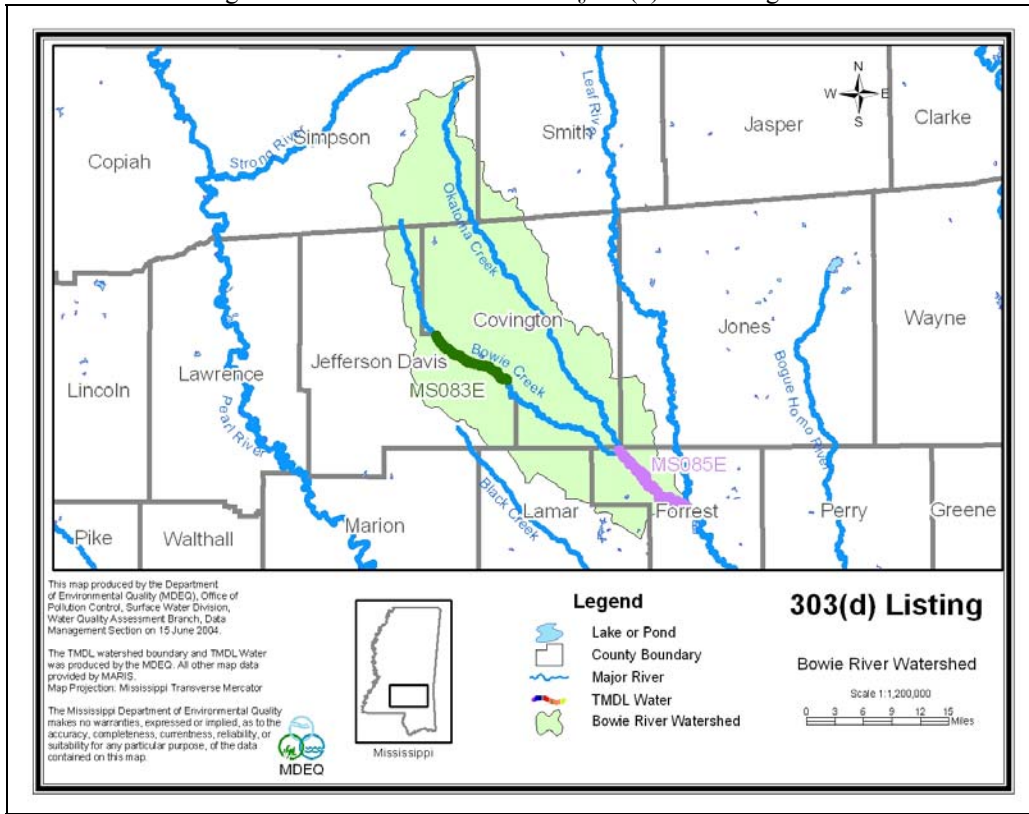 N
W E
S
Copiah
Simpson
Strong River
Smith
Leaf River
Jasper
Clarke
Okatoma Creek
Covington
Jones
Wayne
Lincoln
Lawrence
Jefferson Davis
Bowie Creek
MS083E
Pearl River
Bogue Homo River
MS085E
Black Creek
Pike
Walthall
Marion
Lamar
Forrest
Perry
Greene
This map produced by the Department
of Environmental Quality (MDEQ), Office of
Pollution Control, Surface Water Division,
Water Quality Assessment Branch, Data
Management Section on 15 June 2004.
The TMDL watershed boundary and TMDL Water
was produced by the MDEQ. All other map data
provided by MARIS.
Map Projection: Mississippi Transverse Mercator
The Mississippi Department of Environmental Quality
makes no warranties, expressed or implied, as to the
accuracy, completeness, currentness, reliability, or
suitability for any particular purpose, of the data
contained on this map.
MDEQ
Mississippi
Legend
Lake or Pond
County Boundary
Major River
TMDL Water
Bowie River Watershed
303(d) Listing
Bowie River Watershed
Scale 1:1,200,000
0 3 6 9 12 15
Miles